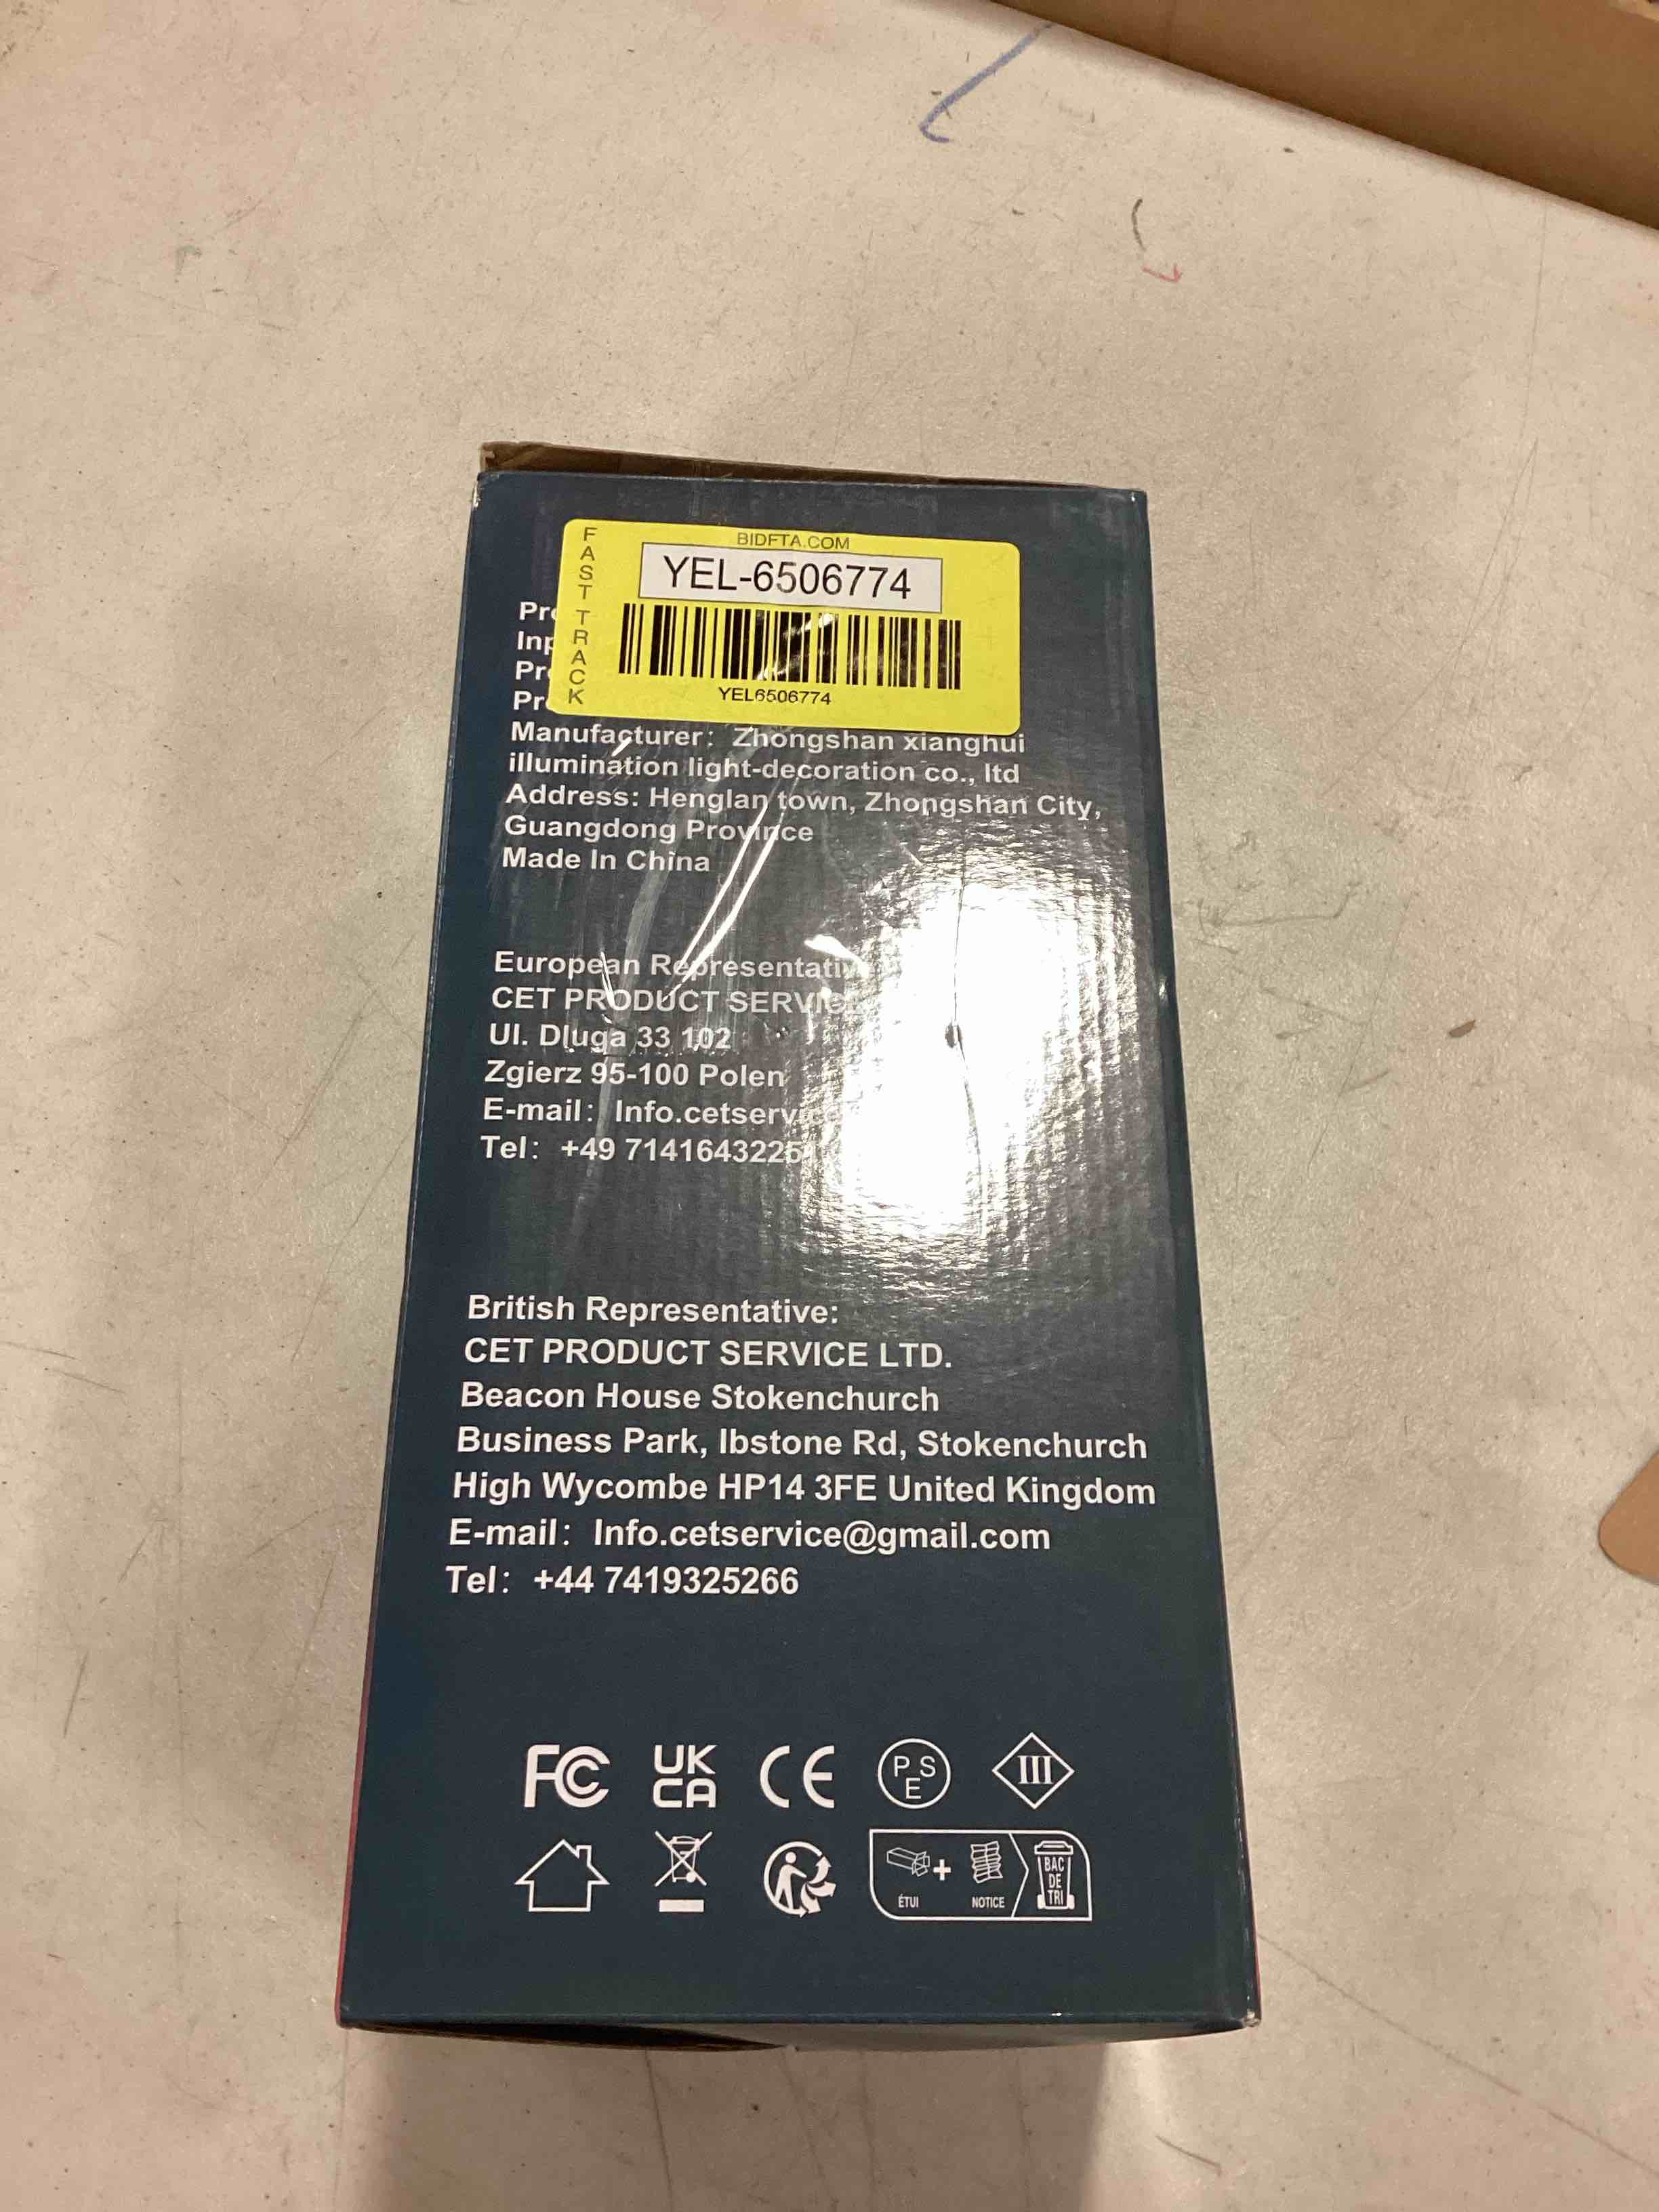 BIDFTA.COM
FAST TRACK
YEL-6506774
YEL6506774
Manufacturer: Zhongshan xianghui
illumination light-decoration co., ltd
Address: Henglan town, Zhongshan City,
Guangdong Province
Made In China
European
CET PRODUCT
Ul. Dluga 33 102
Zgierz 95-100 Polen
E-mail:
Tel: +49
British Representative:
CET PRODUCT SERVICE LTD.
Beacon House Stokenchurch
Business Park, Ibstone Rd, Stokenchurch
High Wycombe HP14 3FE United Kingdom
E-mail: Info.cetservice@gmail.com
Tel: +44 7419325266
FC
UK
CA
CE
PSE
III
ÉTUI
+
NOTICE
BAC
DE
TRI